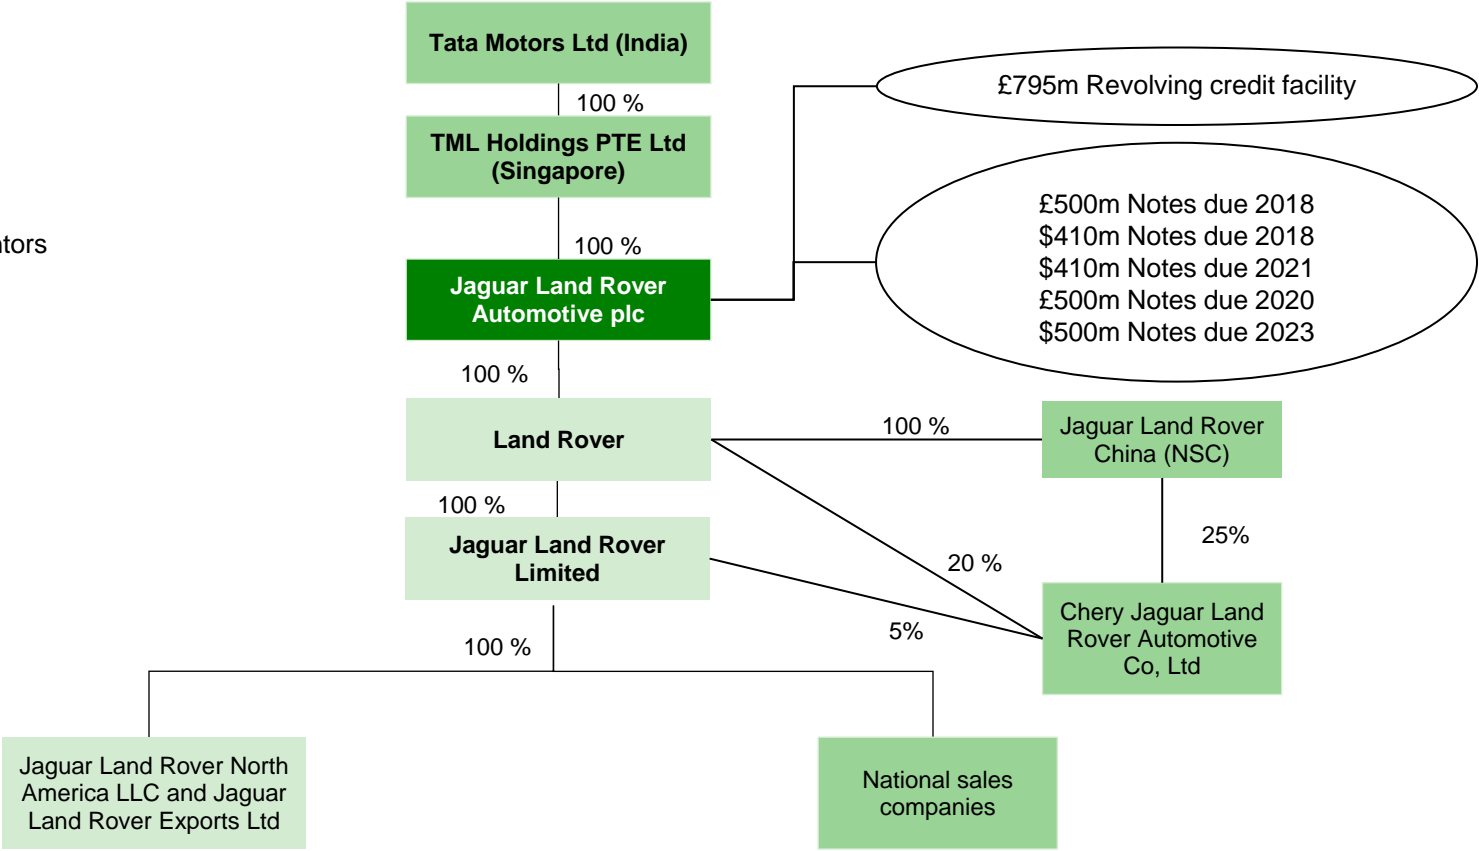 Tata Motors Ltd (India)
£795m Revolving credit facility
100 %
TML Holdings PTE Ltd
(Singapore)
£500m Notes due 2018
$410m Notes due 2018
$410m Notes due 2021
£500m Notes due 2020
$500m Notes due 2023
tors
100 %
Jaguar Land Rover
Automotive plc
100 %
Land Rover
100 %
Jaguar Land Rover
China (NSC)
100 %
Jaguar Land Rover
Limited
25%
20 %
5%
Chery Jaguar Land
Rover Automotive
Co, Ltd
100 %
Jaguar Land Rover North
America LLC and Jaguar
Land Rover Exports Ltd
National sales
companies